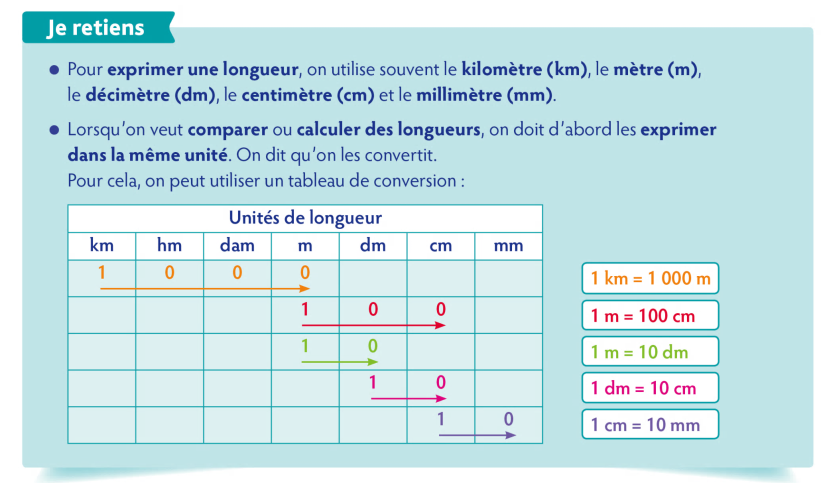 Je retiens
• Pour exprimer une longueur, on utilise souvent le kilomètre (km), le mètre (m),
le décimètre (dm), le centimètre (cm) et le millimètre (mm).
• Lorsqu'on veut comparer ou calculer des longueurs, on doit d'abord les exprimer
dans la même unité. On dit qu'on les convertit.
Pour cela, on peut utiliser un tableau de conversion :
Unités de longueur
km hm dam m dm cm mm
1 0 0 0
1 km = 1 000 m
1 0 0
1 m = 100 cm
1 0
1 m = 10 dm
1 0
1 dm = 10 cm
1 0
1 cm = 10 mm